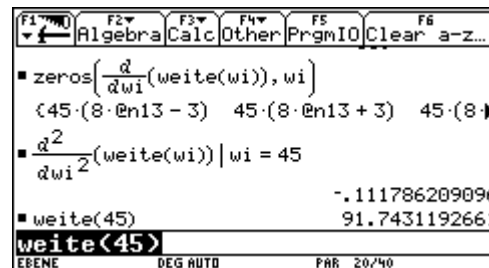 F1 F2 F3 F4 F5 F6
Algebra Calc Other PrgmIO Clear a-z…
▪ zeros(d/dwi(weite(wi)),wi)
{45·(8·@n13 − 3) 45·(8·@n13 + 3) 45·(8·
▪ d²/dwi²(weite(wi))|wi = 45
-.1117862090
▪ weite(45) 91.743119266
weite(45)
EBENE DEG AUTO PAR 20/40